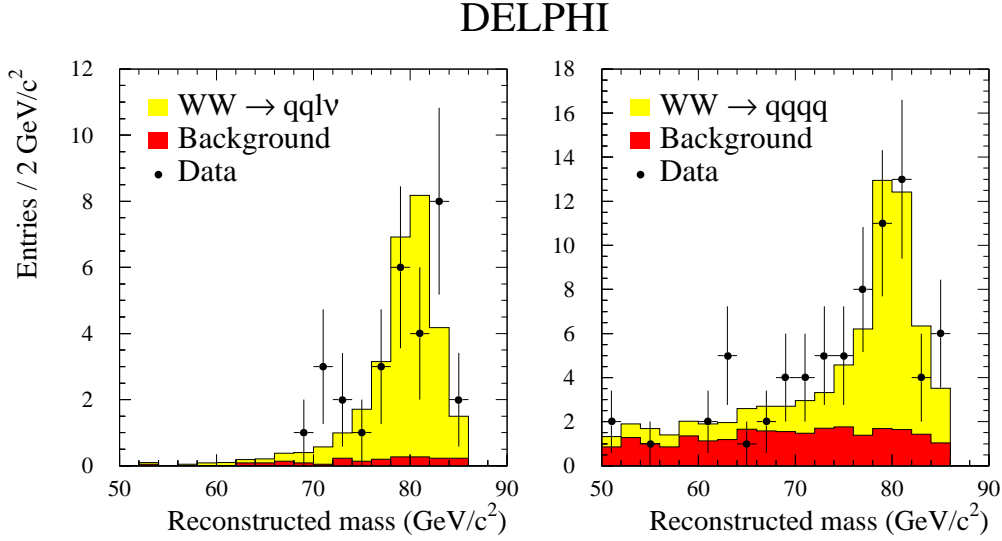 DELPHI
Entries / 2 GeV/c²
12
10
8
6
4
2
0
WW → qqlν
Background
Data
50 60 70 80 90
Reconstructed mass (GeV/c²)
18
16
14
12
10
8
6
4
2
0
WW → qqqq
Background
Data
50 60 70 80 90
Reconstructed mass (GeV/c²)